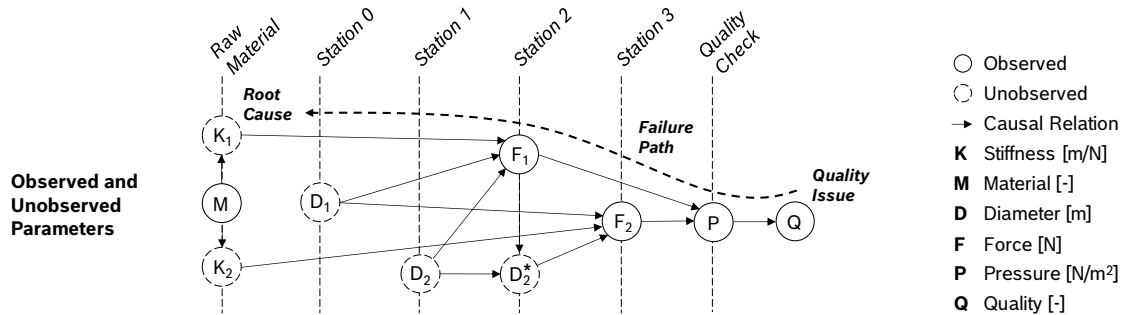 Raw
Material
Station 0
Station 1
Station 2
Station 3
Quality
Check
Root
Cause
Failure
Path
Quality
Issue
Observed and
Unobserved
Parameters
K₁
M
K₂
D₁
D₂
F₁
D₂*
F₂
P
Q
Observed
Unobserved
Causal Relation
K Stiffness [m/N]
M Material [-]
D Diameter [m]
F Force [N]
P Pressure [N/m²]
Q Quality [-]